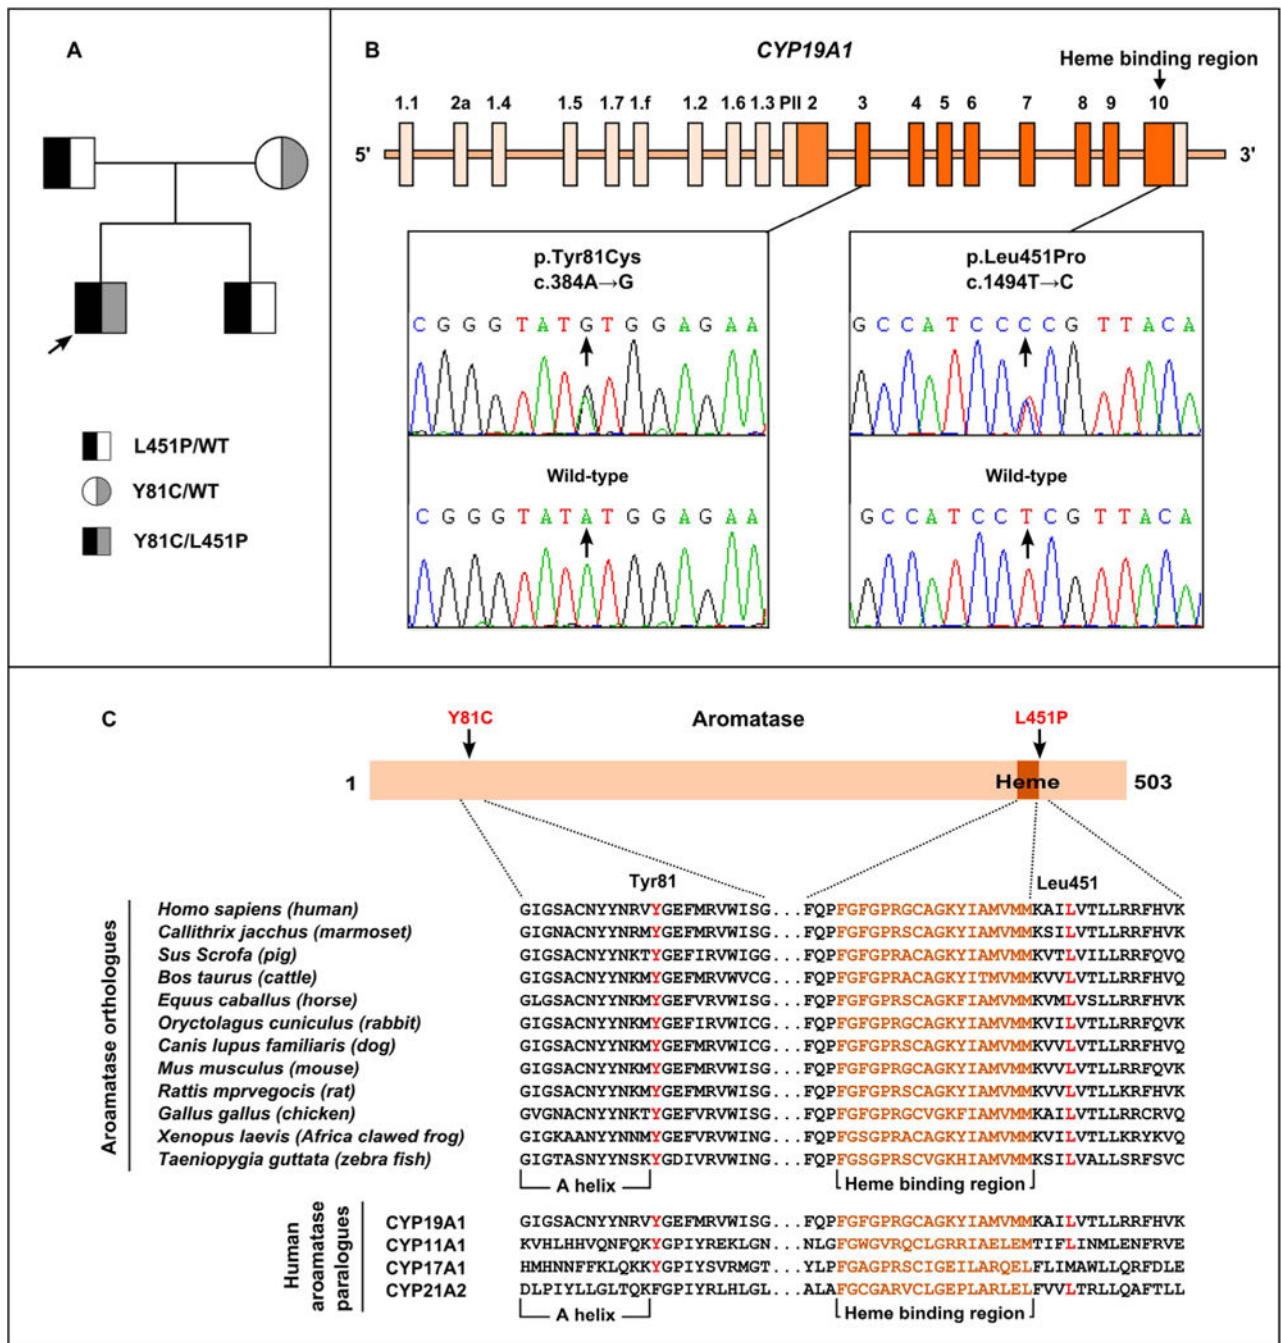 A
L451P/WT
Y81C/WT
Y81C/L451P
B
CYP19A1
Heme binding region
1.1 2a 1.4 1.5 1.7 1.f 1.2 1.6 1.3 PII 2 3 4 5 6 7 8 9 10
5' 3'
p.Tyr81Cys
c.384A→G
C G G G T A T G T G G A G A A
Wild-type
C G G G T A T A T G G A G A A
p.Leu451Pro
c.1494T→C
G C C A T C C C C G T T A C A
Wild-type
G C C A T C C T C G T T A C A
C
Y81C Aromatase L451P
1 Heme 503
Tyr81 Leu451
Aroamatase orthologues
Homo sapiens (human) GIGSACNYYNRVYGEFMRVWISG...FQPFGFGPRGCAGKYIAMVMMKAILVTLLRRFHVK
Callithrix jacchus (marmoset) GIGNACNYYNRMYGEFMRVWISG...FQPFGFGPRGCAGKYIAMVMMKSILVTLLRRFHVK
Sus Scrofa (pig) GIGSACNYYNKTYGEFIRVWIGG...FQPFGFGPRACAGKYIAMVMMKVTLVILLRRFQVQ
Bos taurus (cattle) GIGSACNYYNKMYGEFMRVWVCG...FQPFGFGPRACAGKYITMVMMKVVLVTLLRRFHVQ
Equus caballus (horse) GLGSACNYYNKMYGEFVRVWISG...FQPFGFGPRSCAGKFIAMVMMKVMLVSLLRRFHVK
Oryctolagus cuniculus (rabbit) GIGSACNYYNKMYGEFIRVWICG...FQPFGFGPRGCAGKYIAMVMMKVILVTLLRRFQVK
Canis lupus familiaris (dog) GIGSACNYYNKMYGEFMRVWICG...FQPFGFGPRSCAGKYIAMVMMKVVLVTLLRRFHVQ
Mus musculus (mouse) GIGSACNYYNKMYGEFMRVWISG...FQPFGFGPRGCAGKYIAMVMMKVVLVTLLRRFQVK
Rattis mprvegocis (rat) GIGSACNYYNKMYGEFMRVWISG...FQPFGFGPRSCAGKYIAMVMMKVVLVTLLKRFHVK
Gallus gallus (chicken) GVGNACNYYNKTYGEFVRVWISG...FQPFGFGPRGCVGKFIAMVMMKAILVTLLRRCRVQ
Xenopus laevis (Africa clawed frog) GIGKAANYYNNMYGEFVRVWING...FQPFGSGPRACAGKYIAMVMMKVILVTLLKRYKVQ
Taeniopygia guttata (zebra fish) GIGTASNYYNSKYGDIVRVWING...FQPFGSGPRSCVGKHIAMVMMKSILVALLSRFSVC
A helix Heme binding region
Human aroamatase paralogues
CYP19A1 GIGSACNYYNRVYGEFMRVWISG...FQPFGFGPRGCAGKYIAMVMMKAILVTLLRRFHVK
CYP11A1 KVHLHHVQNFQKYGPIYREKLGN...NLGFGWGVRQCLGRRIAELEMTIFLINMLENFRVE
CYP17A1 HMHNNFFKLQKKYGPIYSVRMGT...YLPFGAGPRSCIGEILARQELFLIMAWLLQRFDLE
CYP21A2 DLPIYLLGLTQKFGPIYRLHLGL...ALAFGCGARVCLGEPLARLELFVVLTRLLQAFTLL
A helix Heme binding region